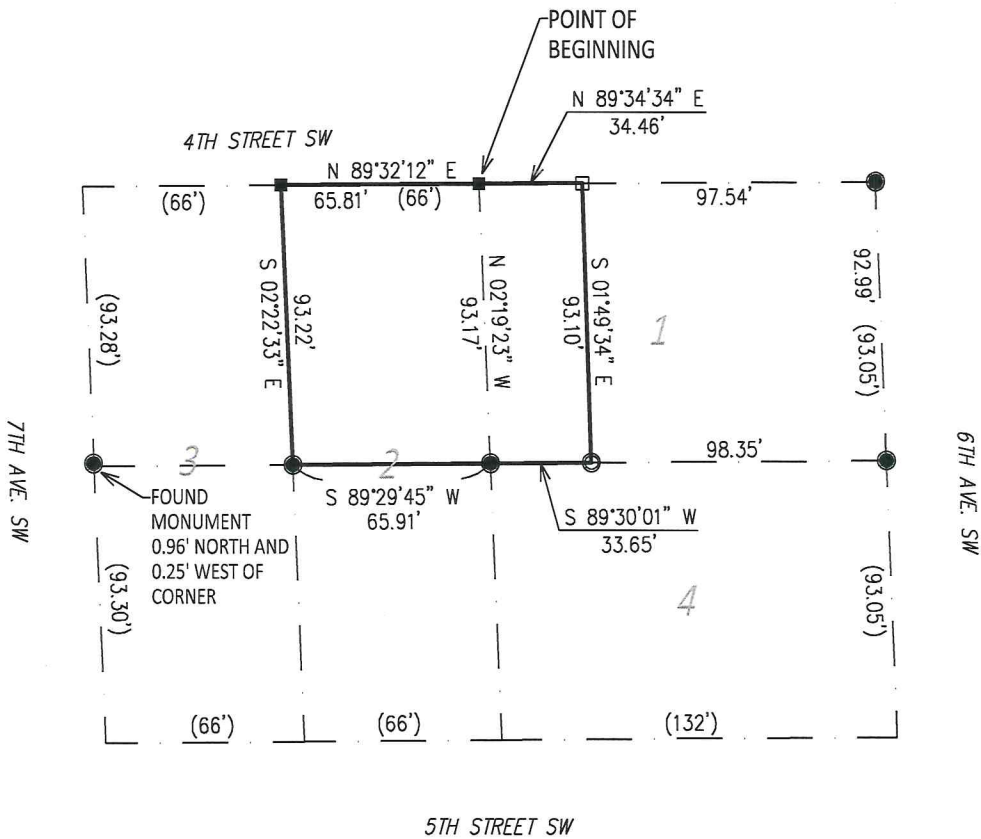 POINT OF
BEGINNING
N 89°34'34" E
34.46'
4TH STREET SW
N 89°32'12" E
(66')
65.81'
(66')
97.54'
S 02°22'33" E
93.22'
N 02°19'23" W
93.17'
S 01°49'34" E
93.10'
92.99' (93.05')
(93.28')
1
7TH AVE. SW
6TH AVE. SW
3
2
98.35'
FOUND
MONUMENT
0.96' NORTH AND
0.25' WEST OF
CORNER
S 89°29'45" W
65.91'
S 89°30'01" W
33.65'
(93.30')
4
(93.05')
(66')
(66')
(132')
5TH STREET SW